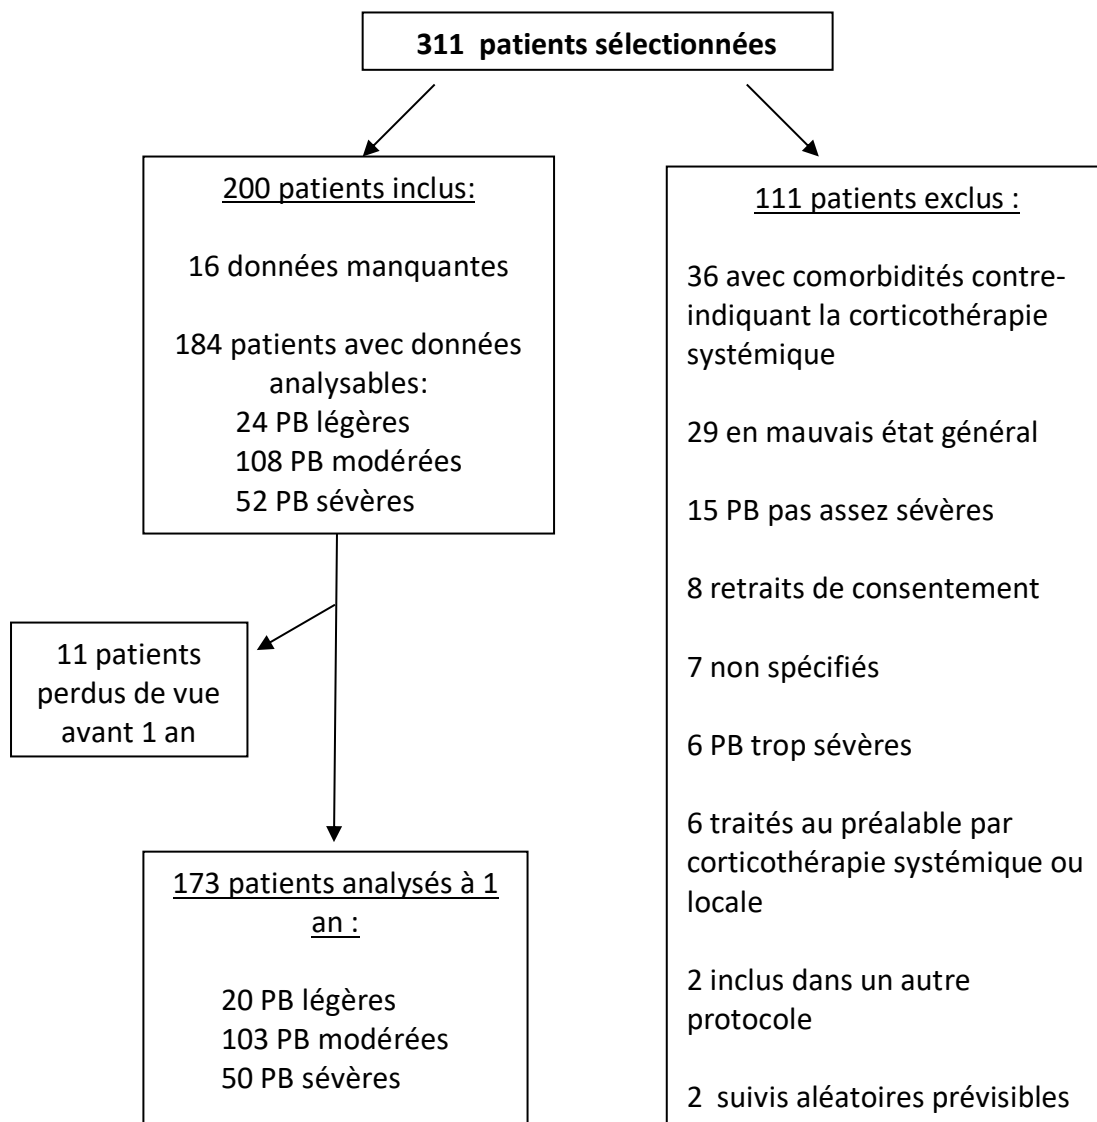 311  patients sélectionnées
200 patients inclus:
16 données manquantes
184 patients avec données
analysables:
24 PB légères
108 PB modérées
52 PB sévères
111 patients exclus :
36 avec comorbidités contre-
indiquant la corticothérapie
systémique
29 en mauvais état général
15 PB pas assez sévères
8 retraits de consentement
7 non spécifiés
6 PB trop sévères
6 traités au préalable par
corticothérapie systémique ou
locale
2 inclus dans un autre
protocole
2  suivis aléatoires prévisibles
11 patients
perdus de vue
avant 1 an
173 patients analysés à 1
an :
20 PB légères
103 PB modérées
50 PB sévères